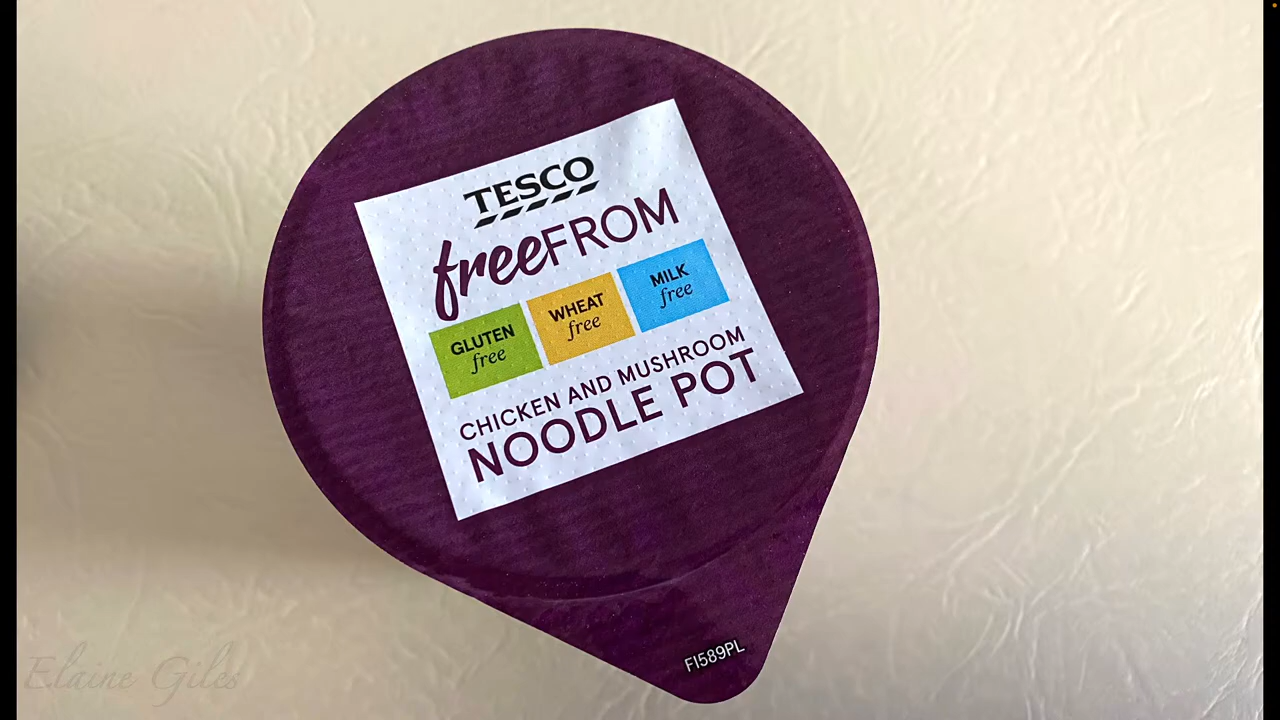 TESCO
freeFROM
GLUTEN
free
WHEAT
free
MILK
free
CHICKEN AND MUSHROOM
NOODLE POT
FI589PL
Elaine Giles